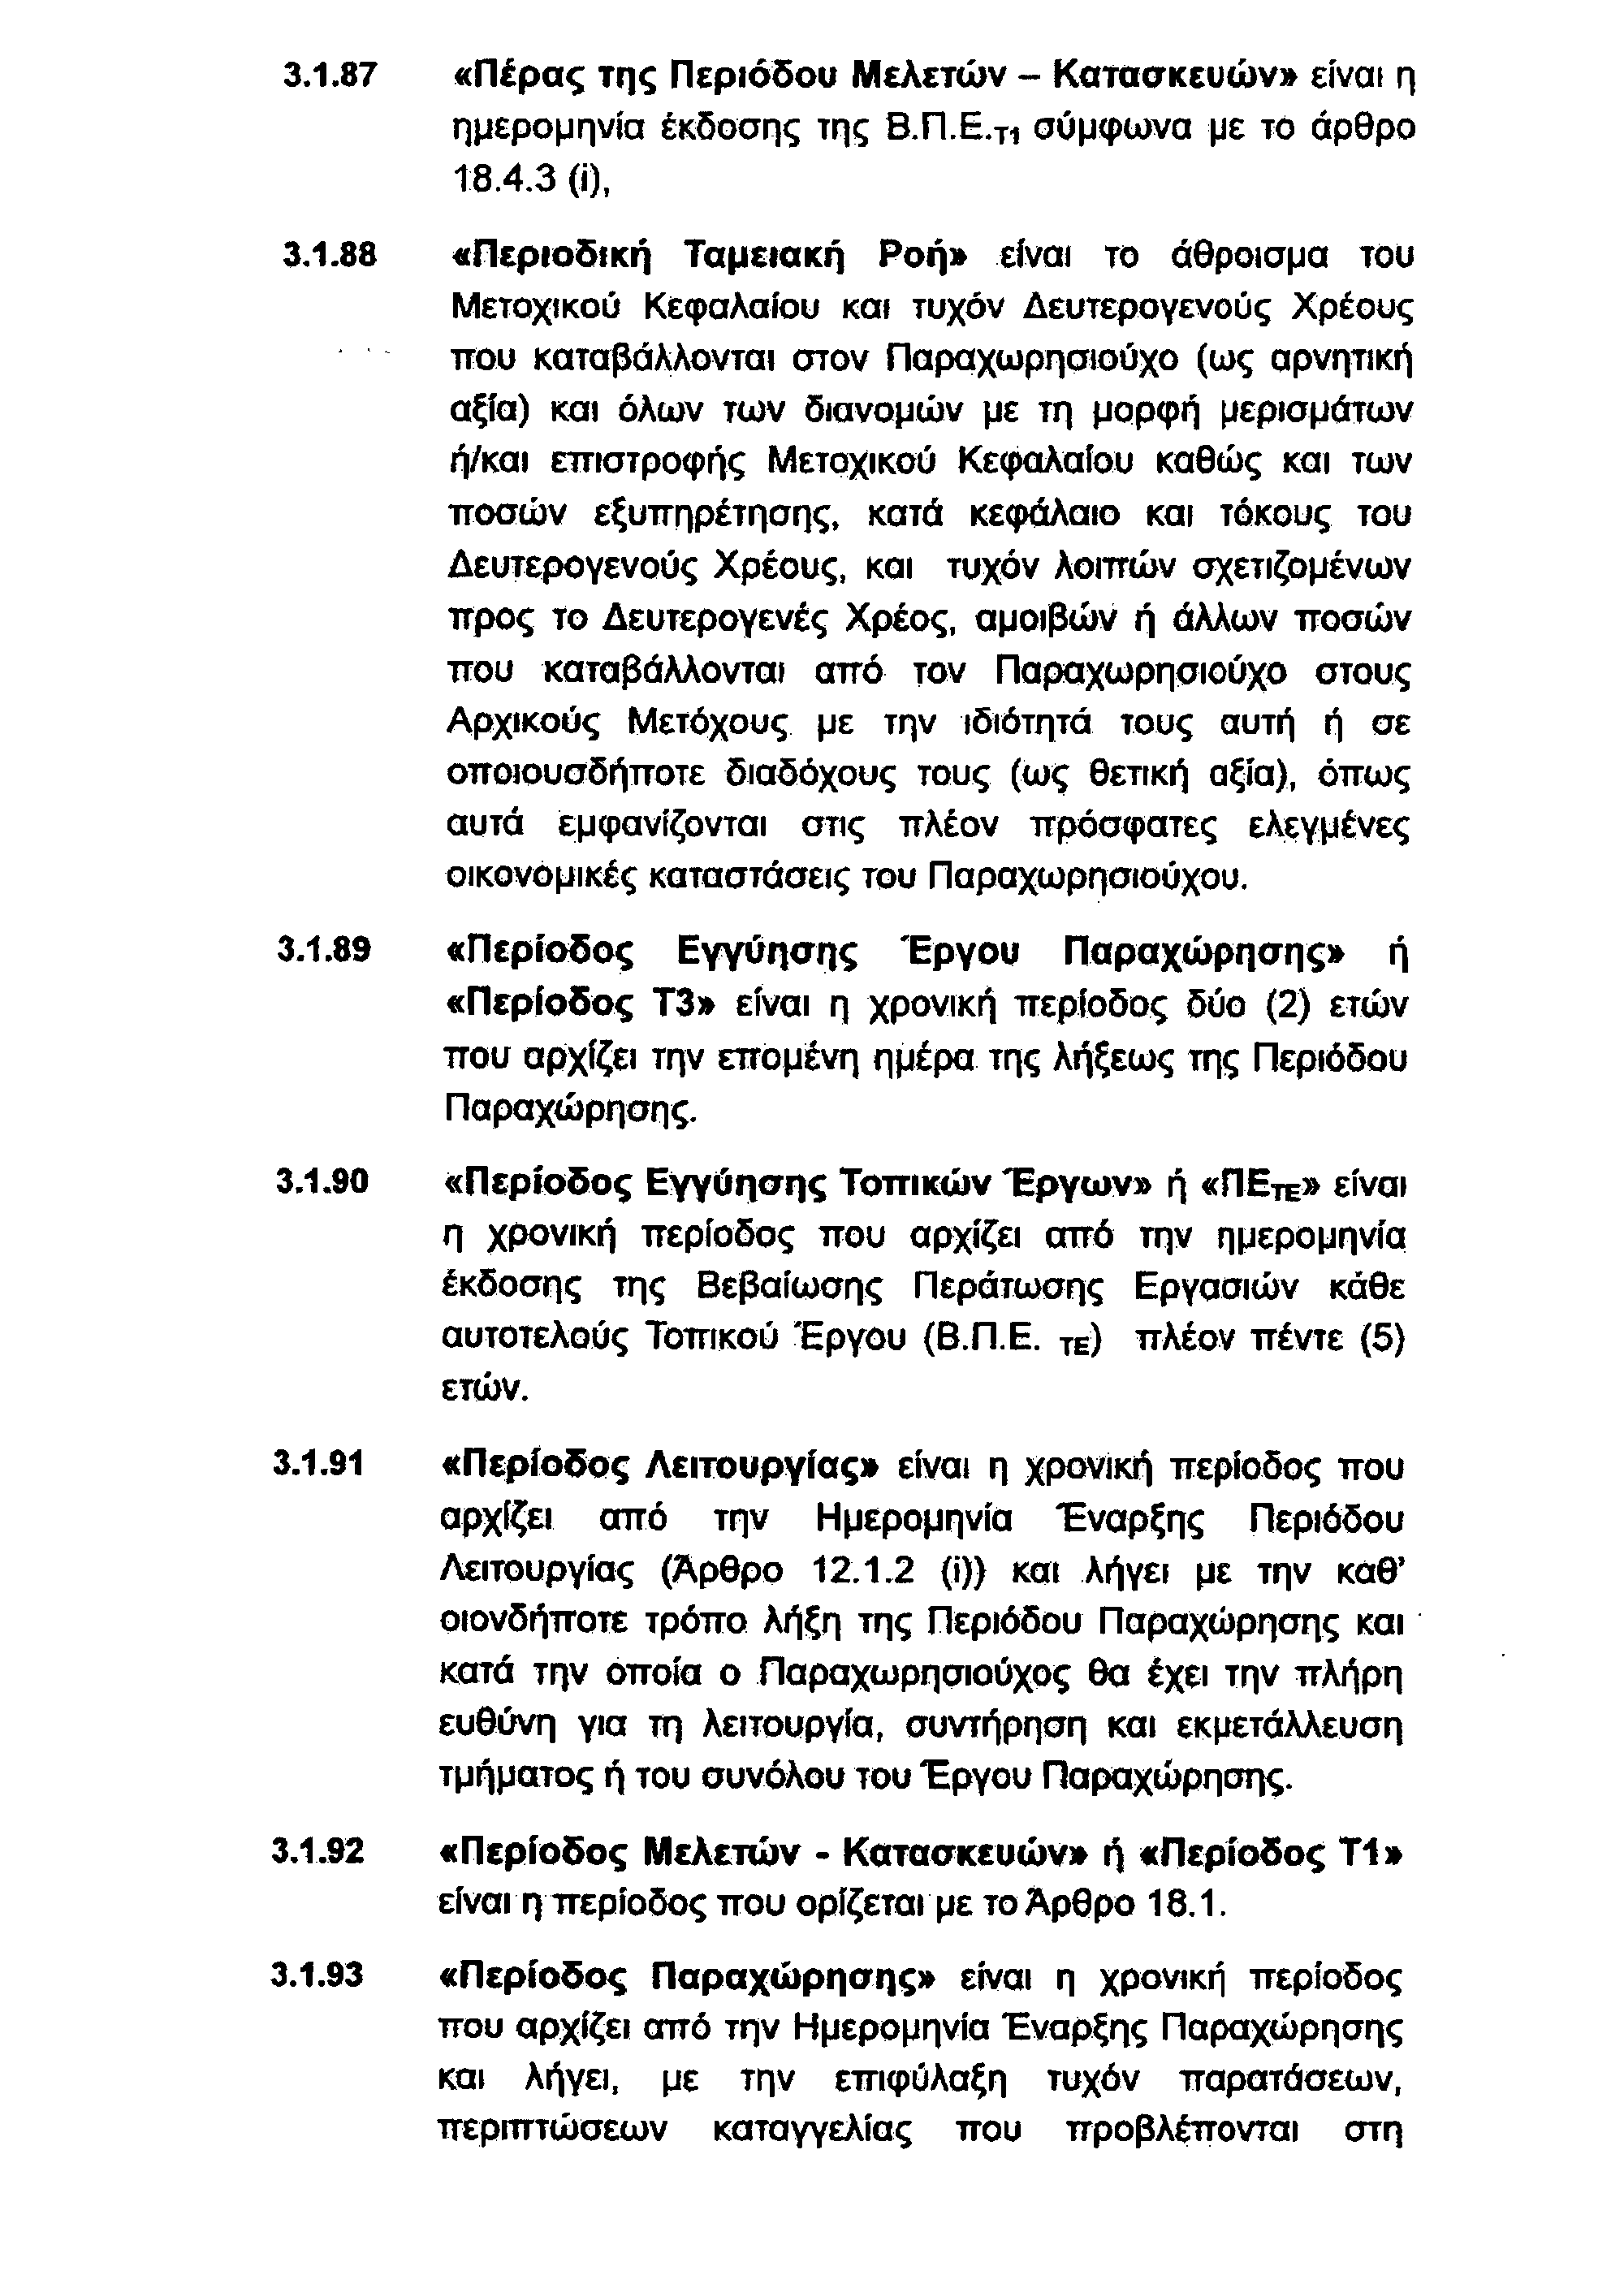 3.1.87 «Πέρας της Περιόδου Μελετών – Κατασκευών» είναι η
ημερομηνία έκδοσης της Β.Π.Ε.Τ1 σύμφωνα με το άρθρο
18.4.3 (i),
3.1.88 «Περιοδική Ταμειακή Ροή» είναι το άθροισμα του
Μετοχικού Κεφαλαίου και τυχόν Δευτερογενούς Χρέους
που καταβάλλονται στον Παραχωρησιούχο (ως αρνητική
αξία) και όλων των διανομών με τη μορφή μερισμάτων
ή/και επιστροφής Μετοχικού Κεφαλαίου καθώς και των
ποσών εξυπηρέτησης, κατά κεφάλαιο και τόκους του
Δευτερογενούς Χρέους, και τυχόν λοιπών σχετιζομένων
προς το Δευτερογενές Χρέος, αμοιβών ή άλλων ποσών
που καταβάλλονται από τον Παραχωρησιούχο στους
Αρχικούς Μετόχους με την ιδιότητά τους αυτή ή σε
οποιουσδήποτε διαδόχους τους (ως θετική αξία), όπως
αυτά εμφανίζονται στις πλέον πρόσφατες ελεγμένες
οικονομικές καταστάσεις του Παραχωρησιούχου.
3.1.89 «Περίοδος Εγγύησης Έργου Παραχώρησης» ή
«Περίοδος Τ3» είναι η χρονική περίοδος δύο (2) ετών
που αρχίζει την επομένη ημέρα της λήξεως της Περιόδου
Παραχώρησης.
3.1.90 «Περίοδος Εγγύησης Τοπικών Έργων» ή «ΠΕΤΕ» είναι
η χρονική περίοδος που αρχίζει από την ημερομηνία
έκδοσης της Βεβαίωσης Περάτωσης Εργασιών κάθε
αυτοτελούς Τοπικού Έργου (Β.Π.Ε. ΤΕ) πλέον πέντε (5)
ετών.
3.1.91 «Περίοδος Λειτουργίας» είναι η χρονική περίοδος που
αρχίζει από την Ημερομηνία Έναρξης Περιόδου
Λειτουργίας (Άρθρο 12.1.2 (i)) και λήγει με την καθ’
οιονδήποτε τρόπο λήξη της Περιόδου Παραχώρησης και
κατά την οποία ο Παραχωρησιούχος θα έχει την πλήρη
ευθύνη για τη λειτουργία, συντήρηση και εκμετάλλευση
τμήματος ή του συνόλου του Έργου Παραχώρησης.
3.1.92 «Περίοδος Μελετών - Κατασκευών» ή «Περίοδος Τ1»
είναι η περίοδος που ορίζεται με το Άρθρο 18.1.
3.1.93 «Περίοδος Παραχώρησης» είναι η χρονική περίοδος
που αρχίζει από την Ημερομηνία Έναρξης Παραχώρησης
και λήγει, με την επιφύλαξη τυχόν παρατάσεων,
περιπτώσεων καταγγελίας που προβλέπονται στη